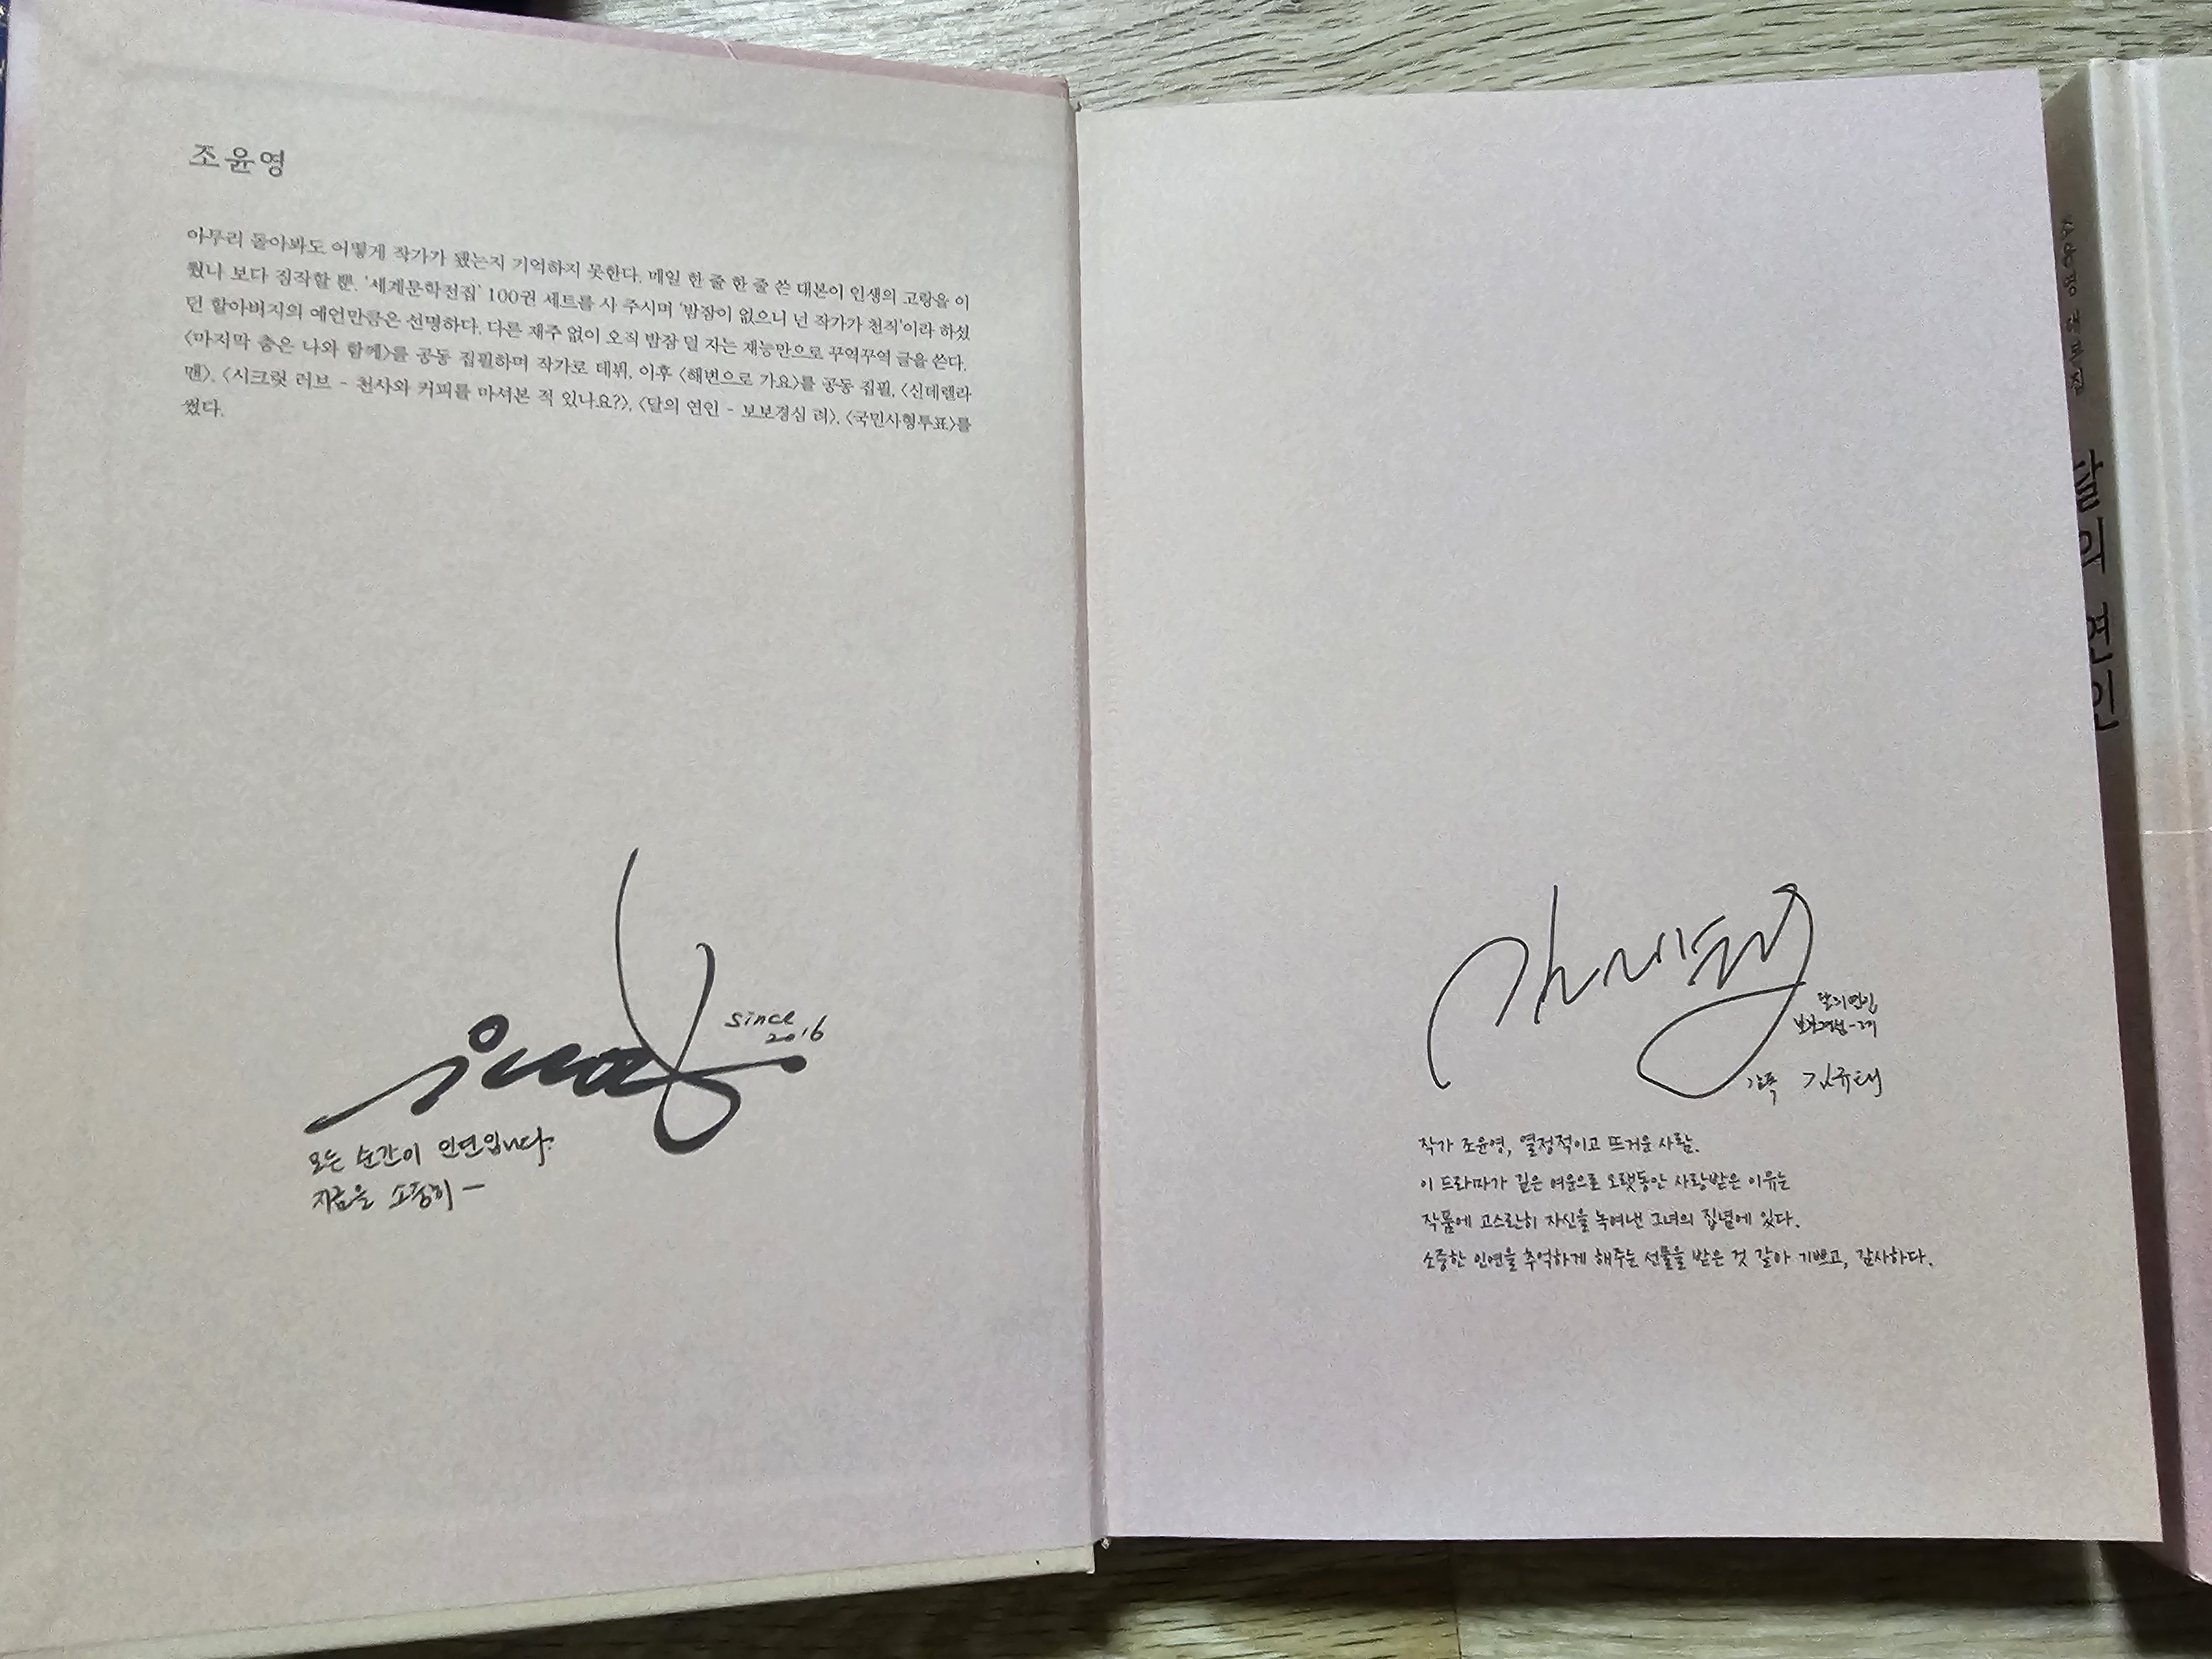 조윤영
아무리 돌아봐도 어떻게 작가가 됐는지 기억하지 못한다. 매일 한 줄 한 줄 쓴 대본이 인생의 고랑을 이
뤘나 보다 짐작할 뿐. '세계문학전집' 100권 세트를 사 주시며 '밤잠이 없으니 넌 작가가 천직'이라 하셨
던 할아버지의 예언만큼은 선명하다. 다른 재주 없이 오직 밤잠 덜 자는 재능만으로 꾸역꾸역 글을 쓴다.
〈마지막 춤은 나와 함께〉를 공동 집필하며 작가로 데뷔, 이후 〈해변으로 가요〉를 공동 집필, 〈신데렐라
맨〉, 〈시크릿 러브 - 천사와 커피를 마셔본 적 있나요?〉, 〈달의 연인 - 보보경심 려〉, 〈국민사형투표〉를
썼다.
since
2016
모든 순간이 인연입니다.
지금을 소중히 -
달의 연인
보보경심-려
감독 김규태
작가 조윤영, 열정적이고 뜨거운 사람.
이 드라마가 깊은 여운으로 오랫동안 사랑받은 이유는
작품에 고스란히 자신을 녹여낸 그녀의 집념에 있다.
소중한 인연을 추억하게 해주는 선물을 받은 것 같아 기쁘고, 감사하다.
조윤영 대본집 달의 연인